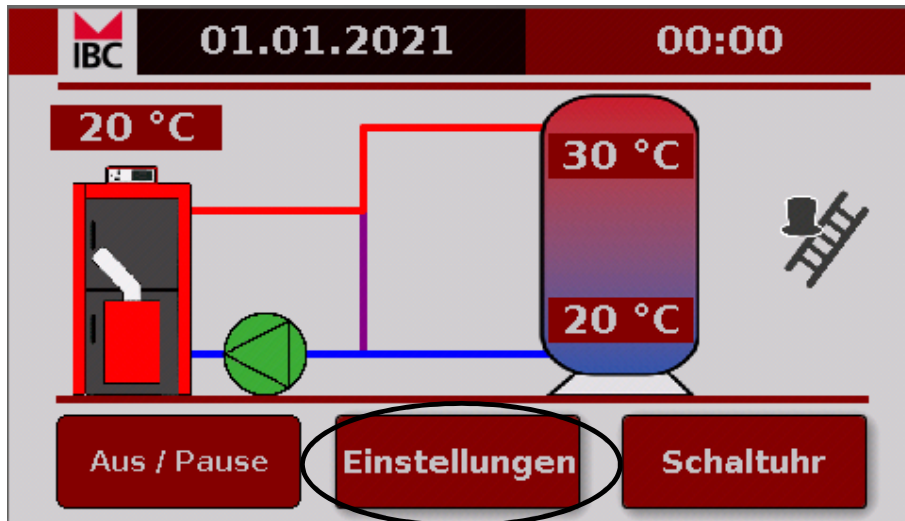 IBC 01.01.2021 00:00
20 °C
30 °C
20 °C
Aus / Pause Einstellungen Schaltuhr